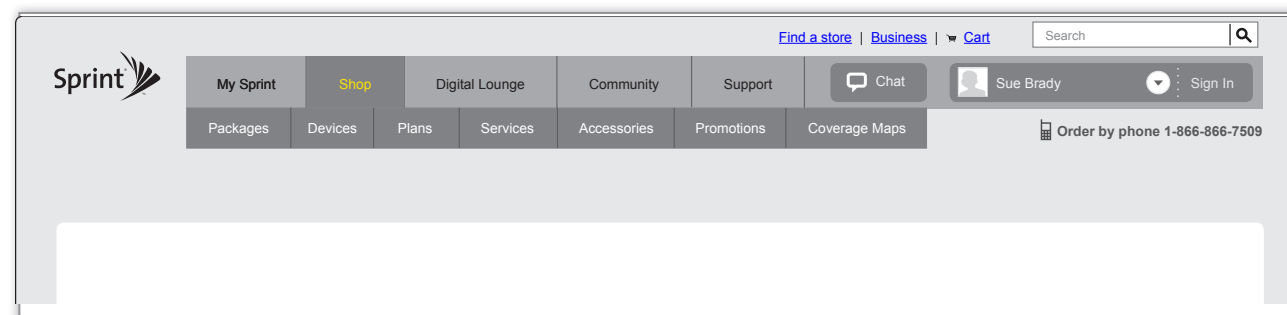 Find a store | Business | Cart Search
Sprint
My Sprint Shop Digital Lounge Community Support Chat Sue Brady Sign In
Packages Devices Plans Services Accessories Promotions Coverage Maps
Order by phone 1-866-866-7509